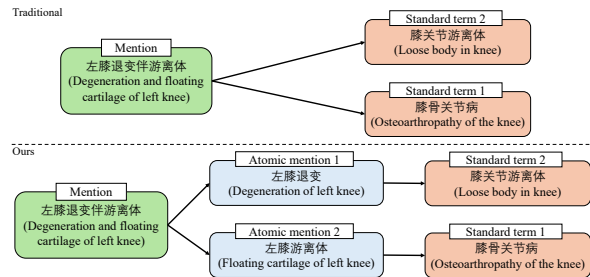 Traditional
Standard term 2
膝关节游离体
(Loose body in knee)
Mention
左膝退变伴游离体
(Degeneration and floating
cartilage of left knee)
Standard term 1
膝骨关节病
(Osteoarthropathy of the knee)
Ours
Mention
左膝退变伴游离体
(Degeneration and floating
cartilage of left knee)
Atomic mention 1
左膝退变
(Degeneration of left knee)
Standard term 2
膝关节游离体
(Loose body in knee)
Atomic mention 2
左膝游离体
(Floating cartilage of left knee)
Standard term 1
膝骨关节病
(Osteoarthropathy of the knee)